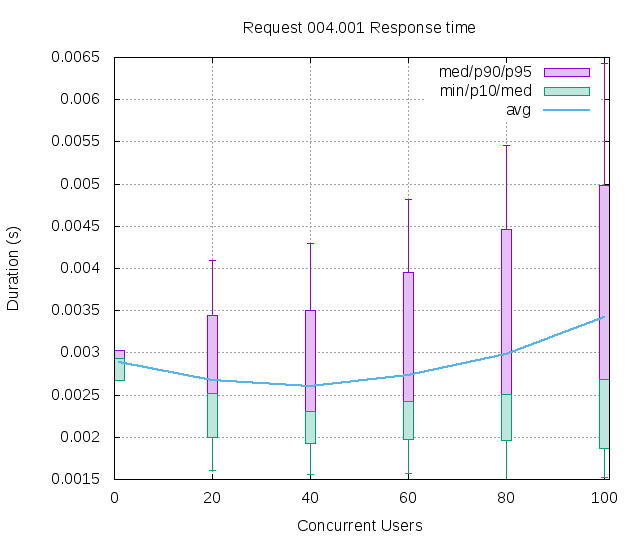 Request 004.001 Response time
0.0065
0.006
0.0055
0.005
0.0045
0.004
0.0035
0.003
0.0025
0.002
0.0015
Duration (s)
med/p90/p95
min/p10/med
avg
0 20 40 60 80 100
Concurrent Users